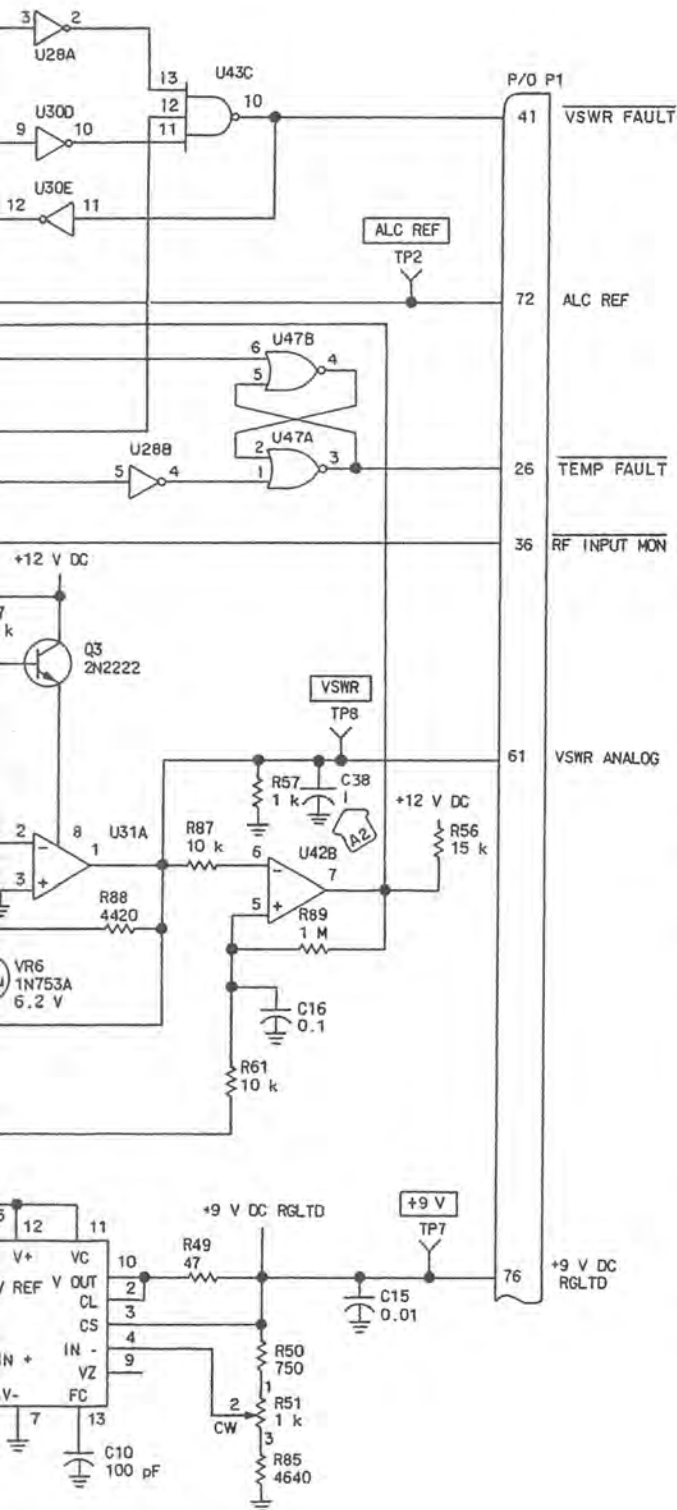 3 2
U28A
U43C
13
12 10
11
U30D
9 10
U30E
12 11
P/O P1
41 VSWR FAULT
ALC REF
TP2
72 ALC REF
U47B
6 4
5
U47A
2 3
1
U28B
5 4
26 TEMP FAULT
36 RF INPUT MON
+12 V DC
7
k
Q3
2N2222
VSWR
TP8
61 VSWR ANALOG
R57
1 k
C38
1
A2
+12 V DC
R56
15 k
2 8 U31A
- 1
3
+
R87
10 k
6 U42B
- 7
5
+
R88
4420
R89
1 M
VR6
1N753A
6.2 V
C16
0.1
R61
10 k
+9 V DC RGLTD
+9 V
TP7
76 +9 V DC
RGLTD
12 11
V+ VC
R49
47
10
V REF V OUT
2
CL
3
CS
4
IN + IN -
9
VZ
V- FC
7 13
C15
0.01
R50
750
1
R51
1 k
2
CW
3
R85
4640
C10
100 pF